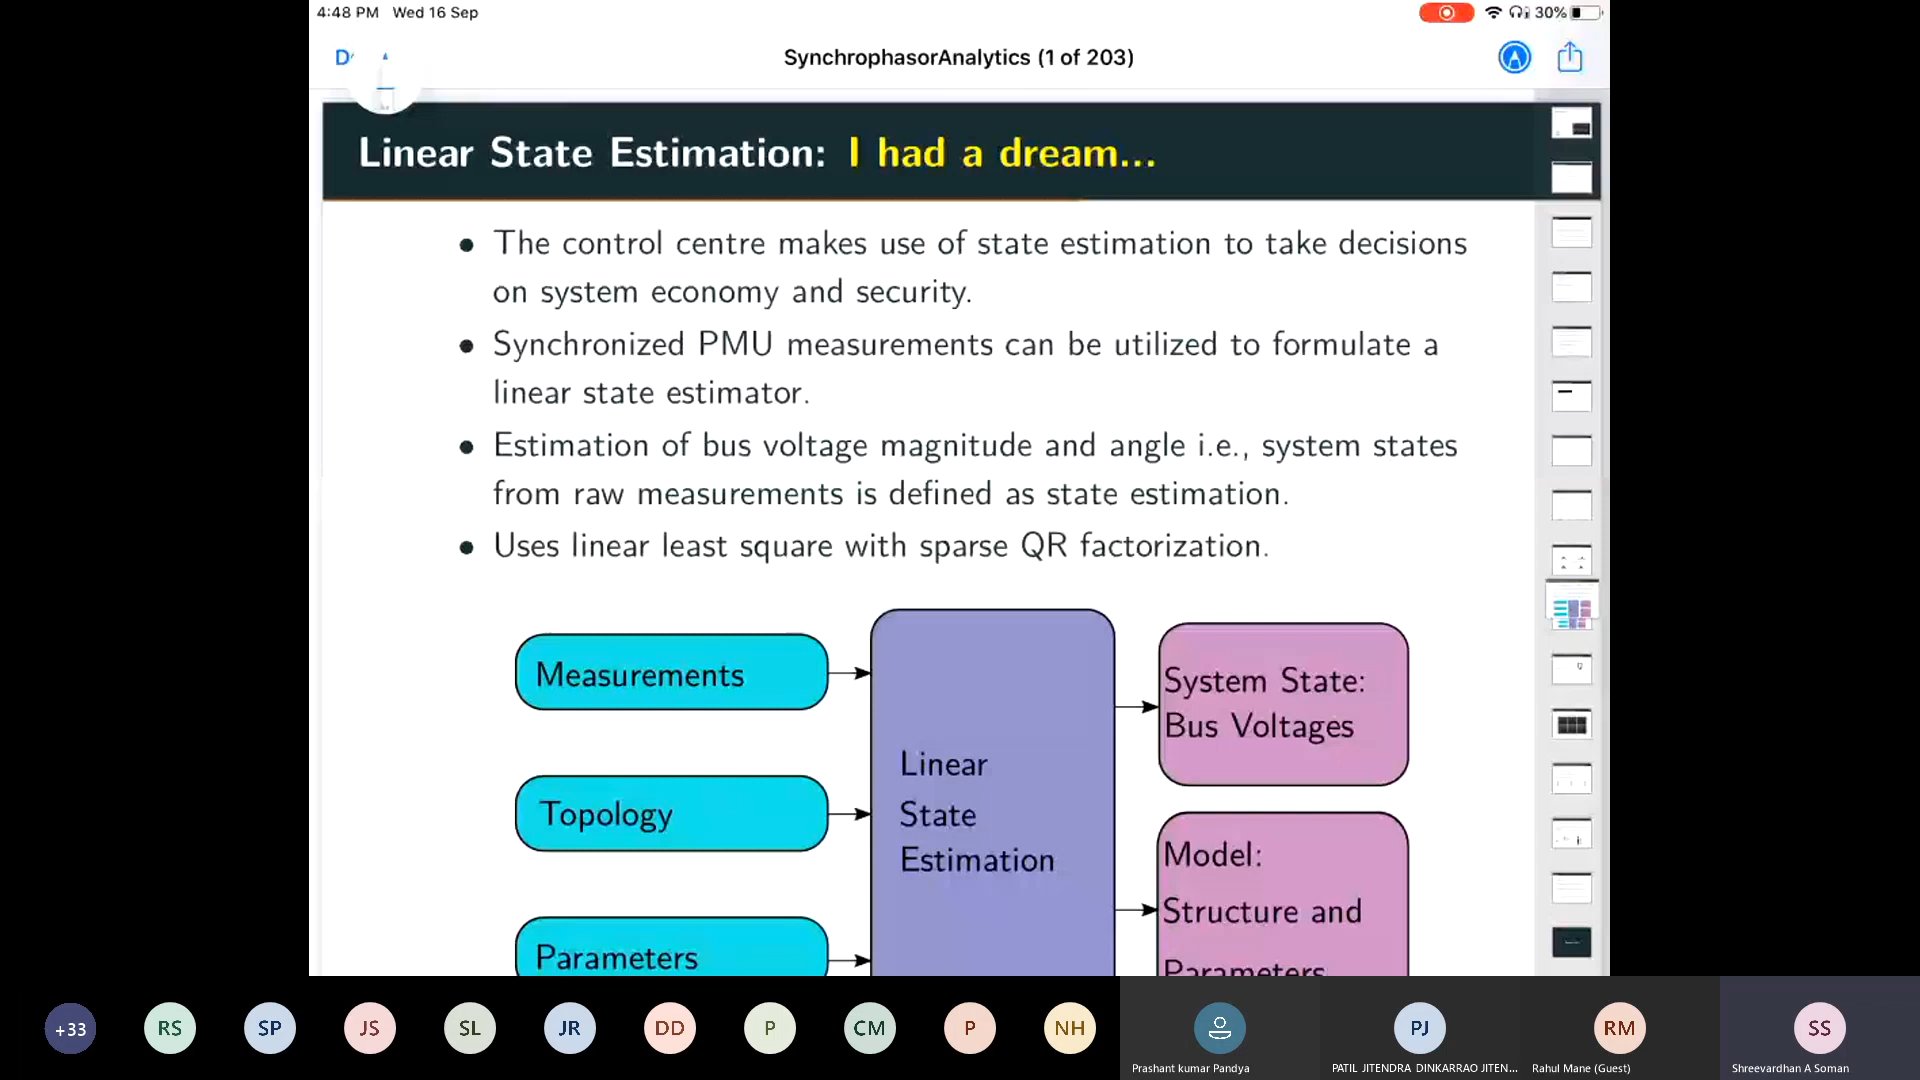 4:48 PM Wed 16 Sep
30%
SynchrophasorAnalytics (1 of 203)
Linear State Estimation: I had a dream...
• The control centre makes use of state estimation to take decisions
on system economy and security.
• Synchronized PMU measurements can be utilized to formulate a
linear state estimator.
• Estimation of bus voltage magnitude and angle i.e., system states
from raw measurements is defined as state estimation.
• Uses linear least square with sparse QR factorization.
Measurements
Topology
Parameters
Linear
State
Estimation
System State:
Bus Voltages
Model:
Structure and
Parameters
+33
RS
SP
JS
SL
JR
DD
P
CM
P
NH
Prashant kumar Pandya
PJ
PATIL JITENDRA DINKARRAO JITEN...
RM
Rahul Mane (Guest)
SS
Shreevardhan A Soman